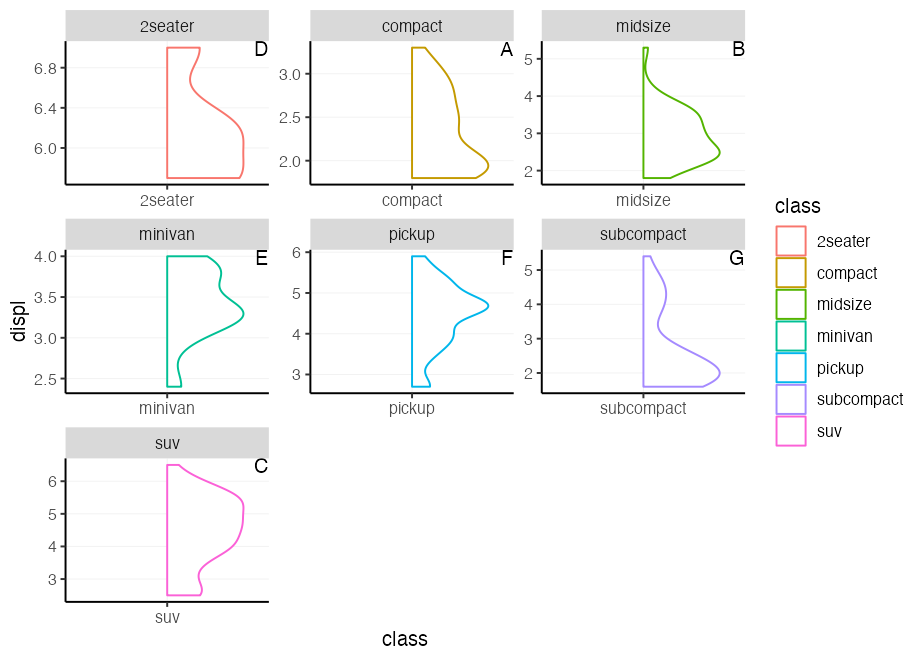 2seater compact midsize
D A B
6.8
6.4
6.0
3.0
2.5
2.0
5
4
3
2
2seater compact midsize
minivan pickup subcompact
E F G
4.0
3.5
3.0
2.5
6
5
4
3
5
4
3
2
minivan pickup subcompact
suv
C
6
5
4
3
suv
displ
class
class
2seater
compact
midsize
minivan
pickup
subcompact
suv